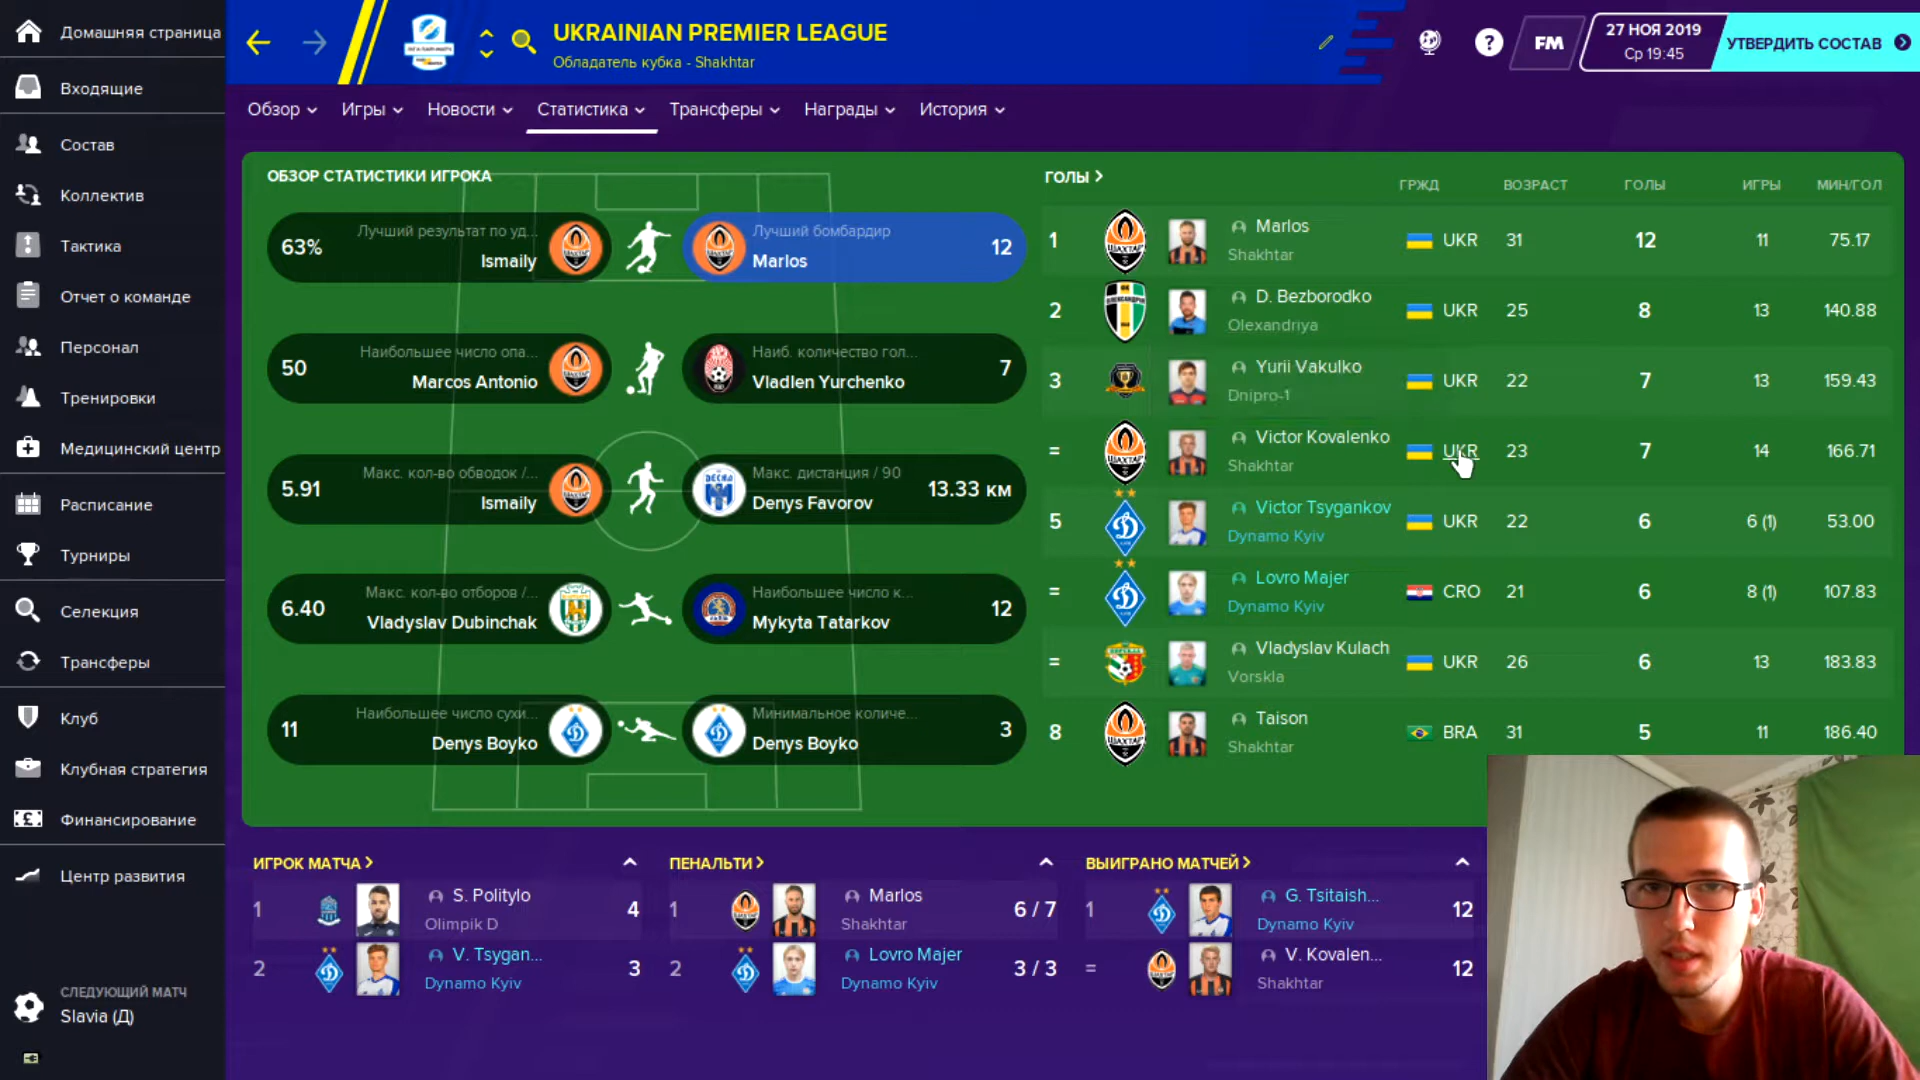 Домашняя страница
Входящие
Состав
Коллектив
Тактика
Отчет о команде
Персонал
Тренировки
Медицинский центр
Расписание
Турниры
Селекция
Трансферы
Клуб
Клубная стратегия
Финансирование
Центр развития
СЛЕДУЮЩИЙ МАТЧ
Slavia (Д)
UKRAINIAN PREMIER LEAGUE
Обладатель кубка - Shakhtar
?
FM
27 НОЯ 2019
Ср 19:45
УТВЕРДИТЬ СОСТАВ
Обзор Игры Новости Статистика Трансферы Награды История
ОБЗОР СТАТИСТИКИ ИГРОКА
63% Лучший результат по уд...
Ismaily
Лучший бомбардир
Marlos 12
50 Наибольшее число опа...
Marcos Antonio
Наиб. количество гол...
Vladlen Yurchenko 7
5.91 Макс. кол-во обводок /...
Ismaily
Макс. дистанция / 90
Denys Favorov 13.33 км
6.40 Макс. кол-во отборов /...
Vladyslav Dubinchak
Наибольшее число к...
Mykyta Tatarkov 12
11 Наибольшее число сухи...
Denys Boyko
Минимальное количе...
Denys Boyko 3
ГОЛЫ
ГРЖД ВОЗРАСТ ГОЛЫ ИГРЫ МИН/ГОЛ
1 ШАХТАР Marlos UKR 31 12 11 75.17
Shakhtar
2 D. Bezborodko UKR 25 8 13 140.88
Olexandriya
3 Yurii Vakulko UKR 22 7 13 159.43
Dnipro-1
= ШАХТАР Victor Kovalenko UKR 23 7 14 166.71
Shakhtar
5 Victor Tsygankov UKR 22 6 6 (1) 53.00
Dynamo Kyiv
= Lovro Majer CRO 21 6 8 (1) 107.83
Dynamo Kyiv
= Vladyslav Kulach UKR 26 6 13 183.83
Vorskla
8 ШАХТАР Taison BRA 31 5 11 186.40
Shakhtar
ИГРОК МАТЧА
1 S. Politylo 4
Olimpik D
2 V. Tsygan... 3
Dynamo Kyiv
ПЕНАЛЬТИ
1 Marlos 6 / 7
Shakhtar
2 Lovro Majer 3 / 3
Dynamo Kyiv
ВЫИГРАНО МАТЧЕЙ
1 G. Tsitaish... 12
Dynamo Kyiv
= V. Kovalen... 12
Shakhtar